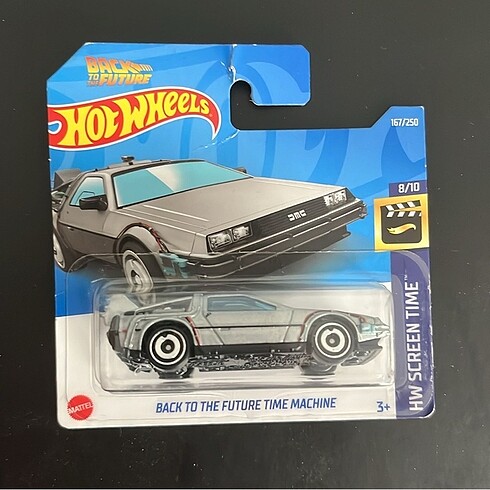 BACK
TO THE FUTURE
HOT WHEELS
167/250
8/10
DMC
HW SCREEN TIME™
MATTEL
BACK TO THE FUTURE TIME MACHINE
3+